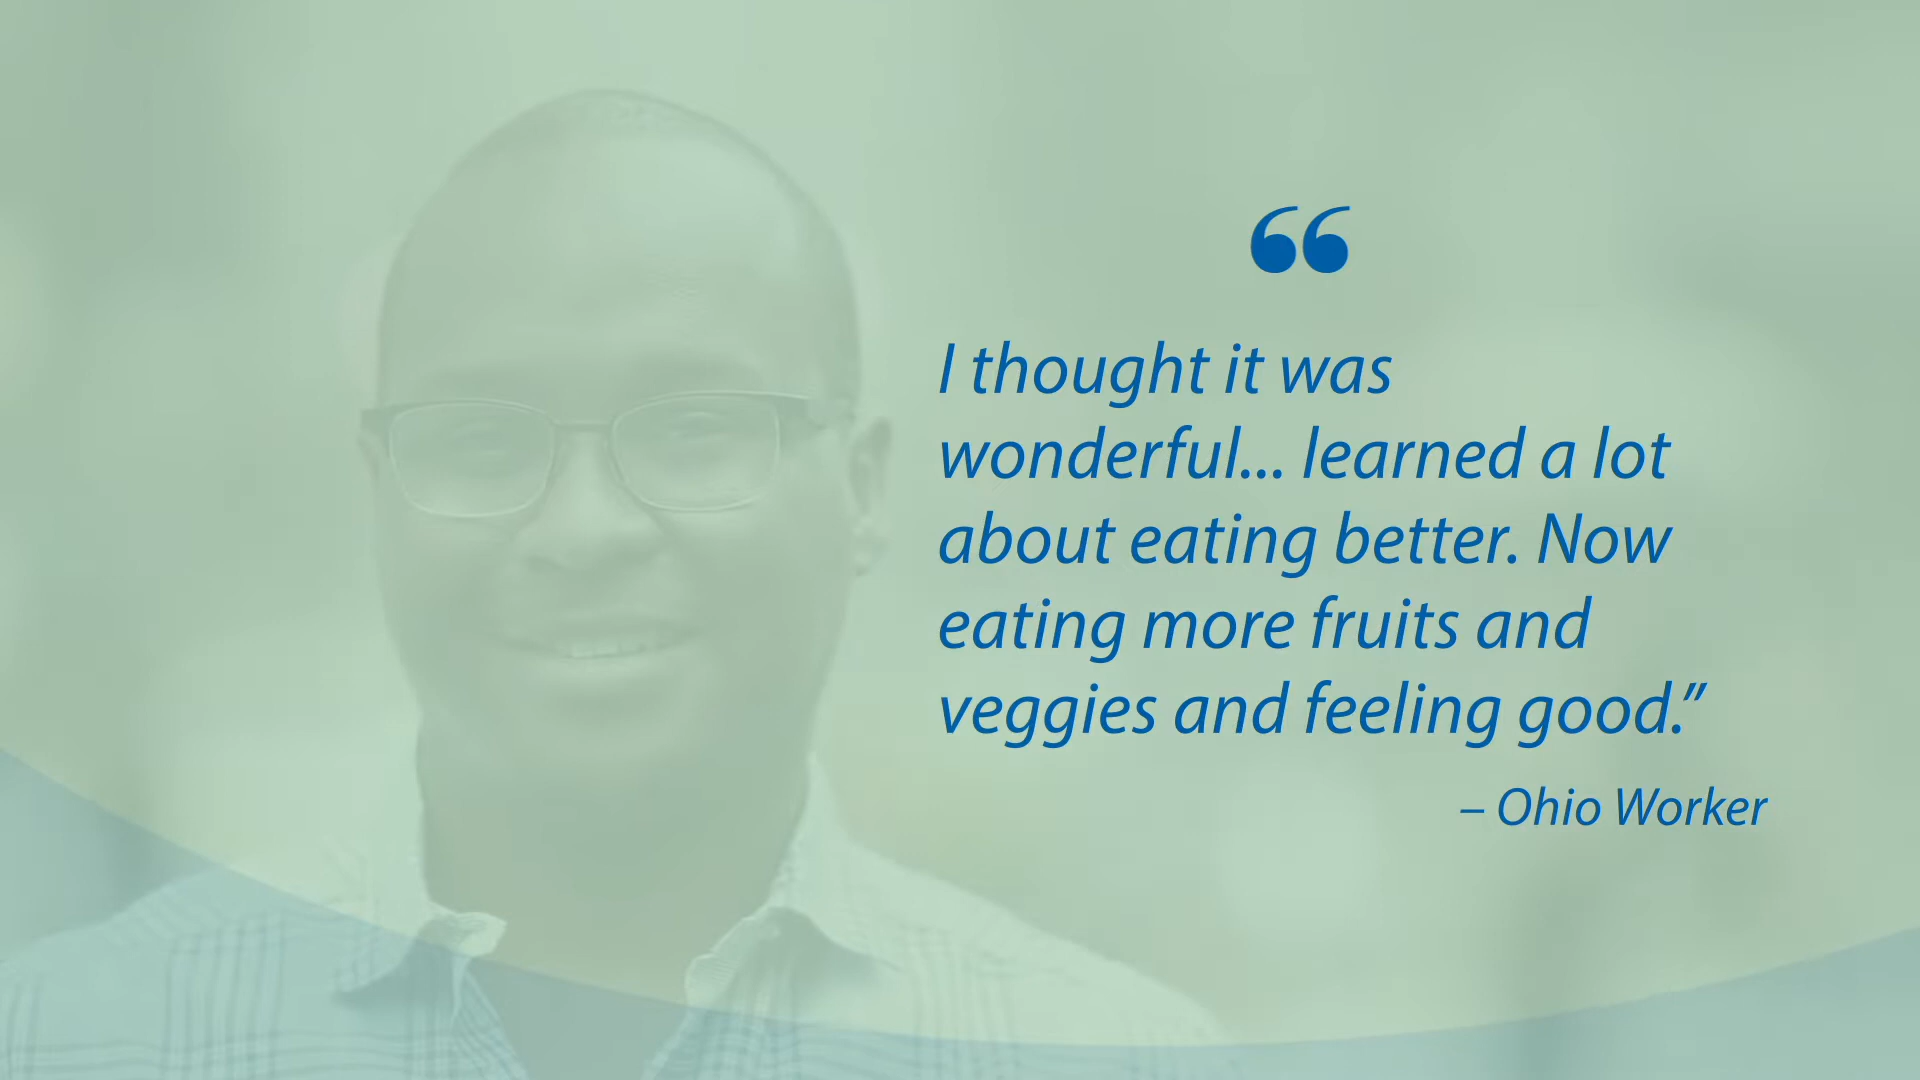 “
I thought it was
wonderful... learned a lot
about eating better. Now
eating more fruits and
veggies and feeling good.”
– Ohio Worker